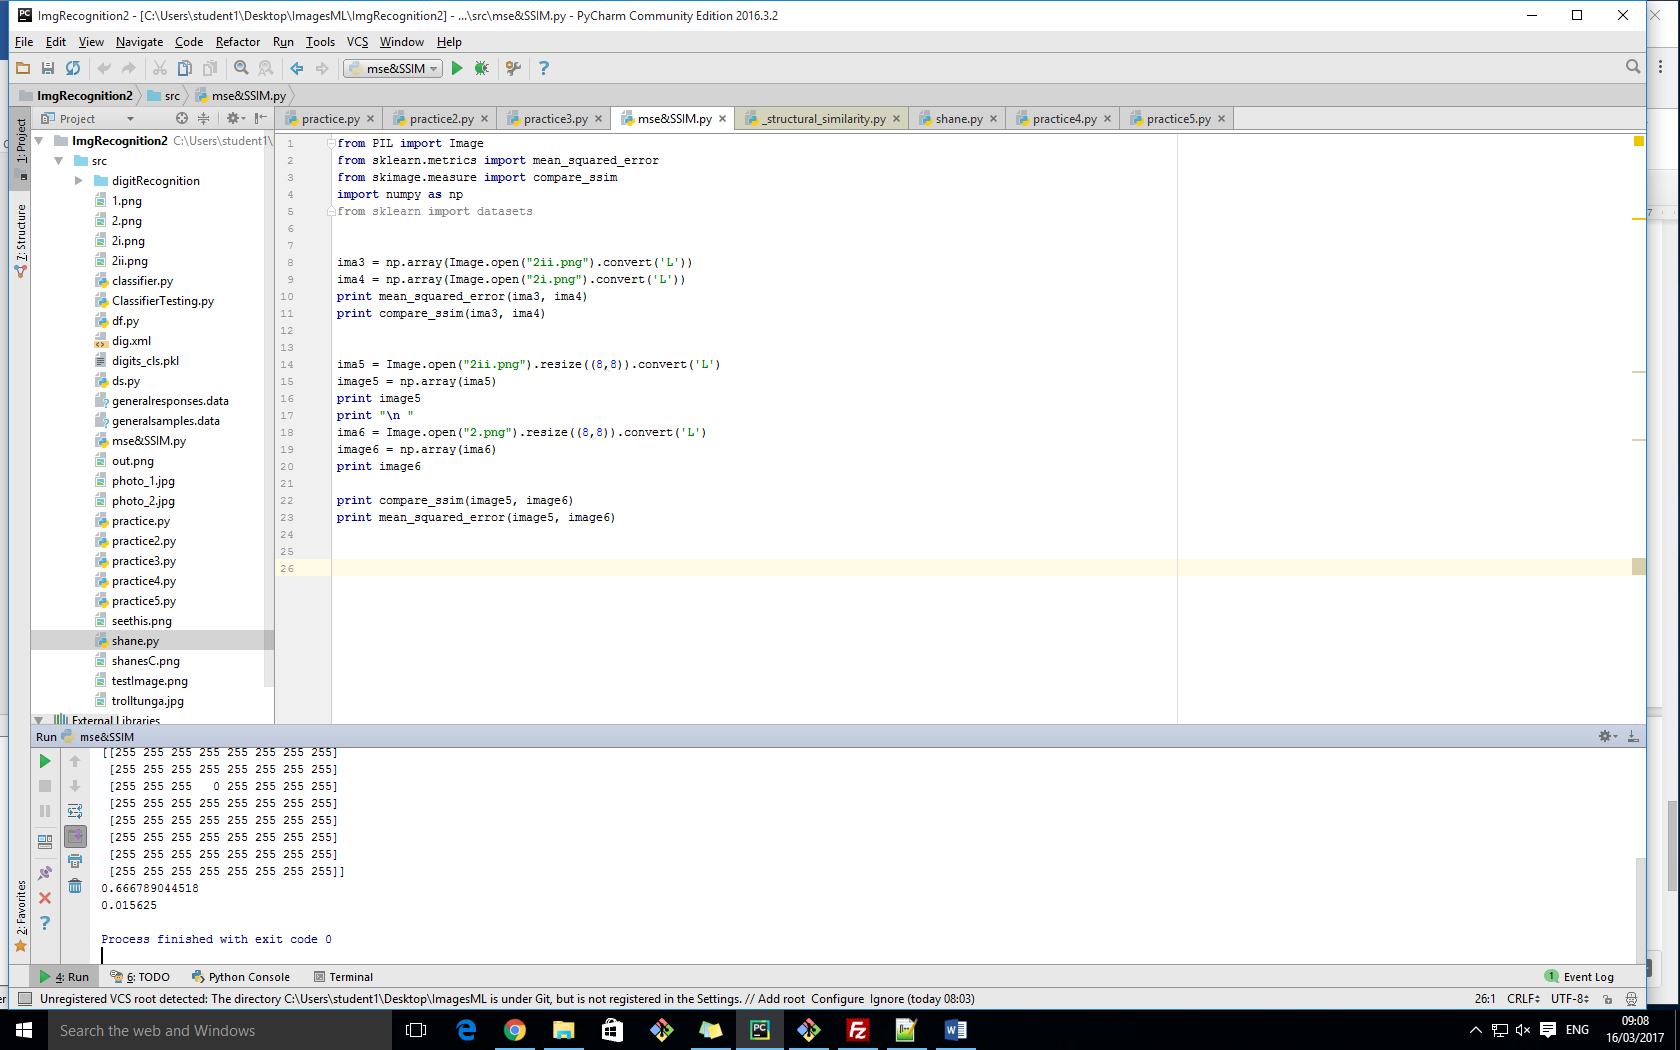 ImgRecognition2 - [C:\Users\student1\Desktop\ImagesML\ImgRecognition2] - ...\src\mse&SSIM.py - PyCharm Community Edition 2016.3.2
File Edit View Navigate Code Refactor Run Tools VCS Window Help
mse&SSIM
ImgRecognition2 src mse&SSIM.py
Project
practice.py practice2.py practice3.py mse&SSIM.py _structural_similarity.py shane.py practice4.py practice5.py
1: Project
7: Structure
2: Favorites
ImgRecognition2 C:\Users\student1\
src
digitRecognition
1.png
2.png
2i.png
2ii.png
classifier.py
ClassifierTesting.py
df.py
dig.xml
digits_cls.pkl
ds.py
generalresponses.data
generalsamples.data
mse&SSIM.py
out.png
photo_1.jpg
photo_2.jpg
practice.py
practice2.py
practice3.py
practice4.py
practice5.py
seethis.png
shane.py
shanesC.png
testImage.png
trolltunga.jpg
External Libraries
1 from PIL import Image
2 from sklearn.metrics import mean_squared_error
3 from skimage.measure import compare_ssim
4 import numpy as np
5 from sklearn import datasets
6
7
8 ima3 = np.array(Image.open("2ii.png").convert('L'))
9 ima4 = np.array(Image.open("2i.png").convert('L'))
10 print mean_squared_error(ima3, ima4)
11 print compare_ssim(ima3, ima4)
12
13
14 ima5 = Image.open("2ii.png").resize((8,8)).convert('L')
15 image5 = np.array(ima5)
16 print image5
17 print "\n "
18 ima6 = Image.open("2.png").resize((8,8)).convert('L')
19 image6 = np.array(ima6)
20 print image6
21
22 print compare_ssim(image5, image6)
23 print mean_squared_error(image5, image6)
24
25
26
Run mse&SSIM
[[255 255 255 255 255 255 255 255]
[255 255 255 255 255 255 255 255]
[255 255 255 0 255 255 255 255]
[255 255 255 255 255 255 255 255]
[255 255 255 255 255 255 255 255]
[255 255 255 255 255 255 255 255]
[255 255 255 255 255 255 255 255]
[255 255 255 255 255 255 255 255]]
0.666789044518
0.015625
Process finished with exit code 0
4: Run 6: TODO Python Console Terminal 1 Event Log
Unregistered VCS root detected: The directory C:\Users\student1\Desktop\ImagesML is under Git, but is not registered in the Settings. // Add root Configure Ignore (today 08:03) 26:1 CRLF UTF-8
Search the web and Windows
ENG
09:08
16/03/2017